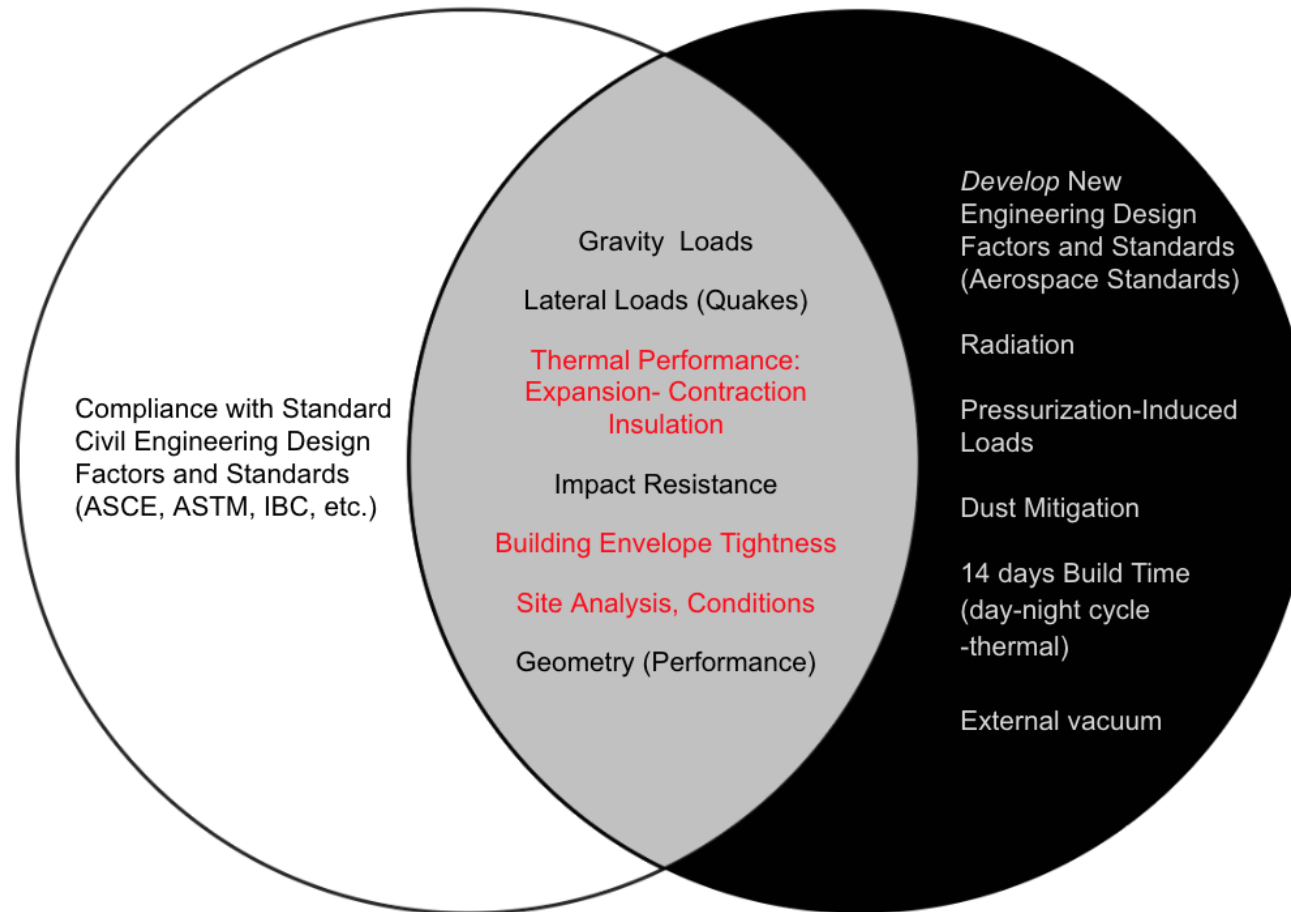 Compliance with Standard
Civil Engineering Design
Factors and Standards
(ASCE, ASTM, IBC, etc.)
Gravity Loads
Lateral Loads (Quakes)
Thermal Performance:
Expansion- Contraction
Insulation
Impact Resistance
Building Envelope Tightness
Site Analysis, Conditions
Geometry (Performance)
Develop New
Engineering Design
Factors and Standards
(Aerospace Standards)
Radiation
Pressurization-Induced
Loads
Dust Mitigation
14 days Build Time
(day-night cycle
-thermal)
External vacuum